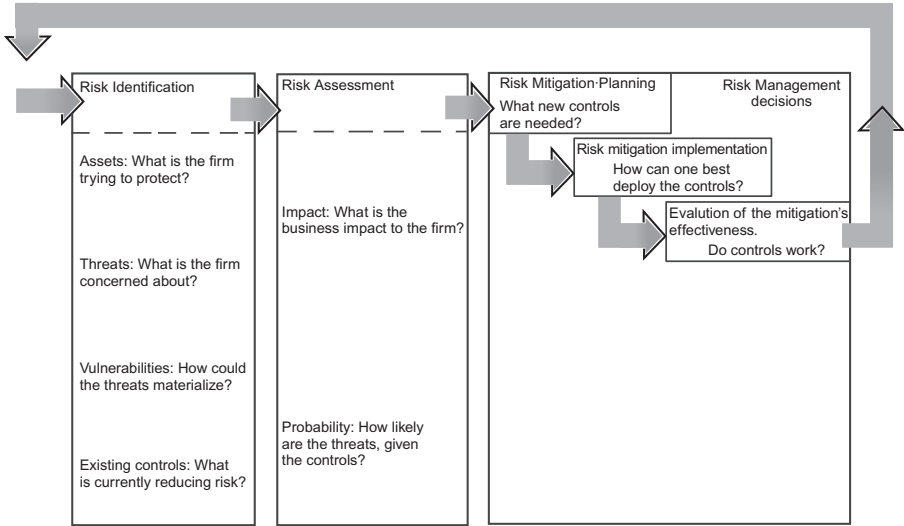 Risk Identification
Assets: What is the firm
trying to protect?
Threats: What is the firm
concerned about?
Vulnerabilities: How could
the threats materialize?
Existing controls: What
is currently reducing risk?
Risk Assessment
Impact: What is the
business impact to the firm?
Probability: How likely
are the threats, given
the controls?
Risk Mitigation·Planning
What new controls
are needed?
Risk Management
decisions
Risk mitigation implementation
How can one best
deploy the controls?
Evalution of the mitigation's
effectiveness.
Do controls work?